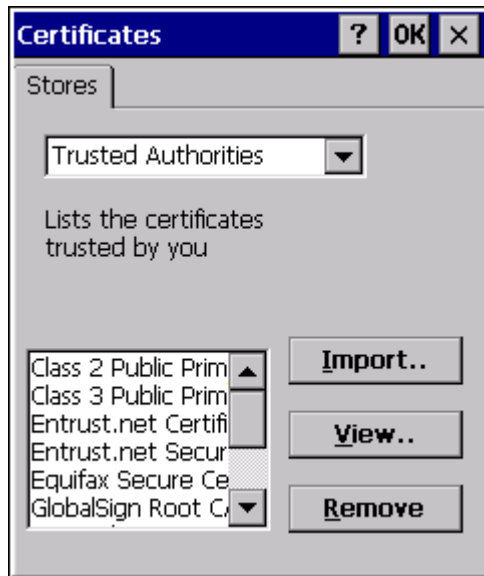 Certificates ? OK ×
Stores
Trusted Authorities
Lists the certificates
trusted by you
Class 2 Public Prim
Class 3 Public Prim
Entrust.net Certifi
Entrust.net Secur
Equifax Secure Ce
GlobalSign Root CA
Import..
View..
Remove